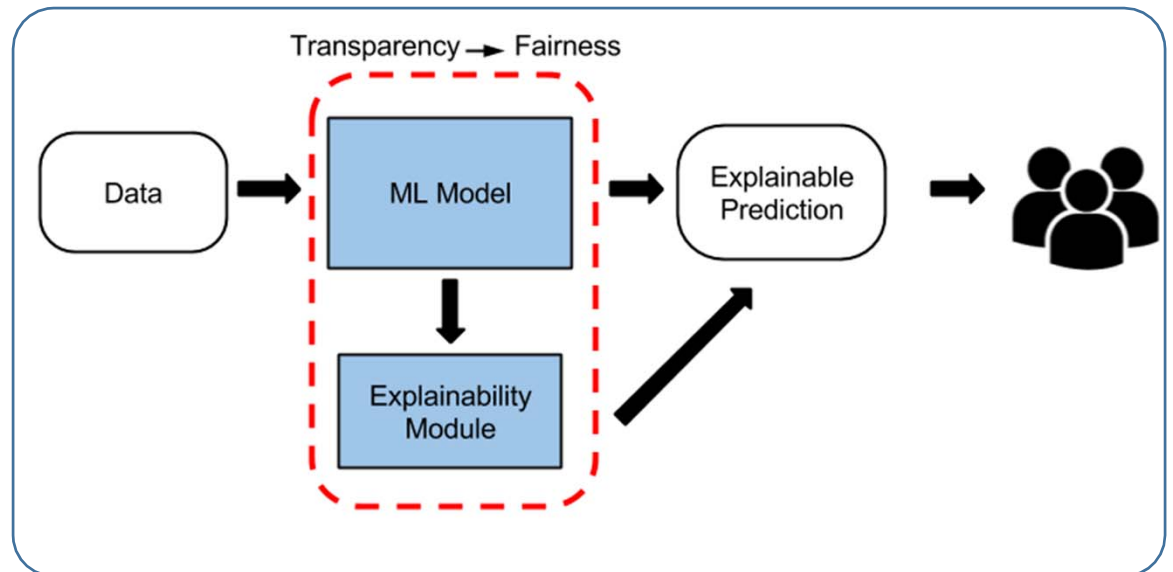 Transparency → Fairness
Data
ML Model
Explainable
Prediction
Explainability
Module